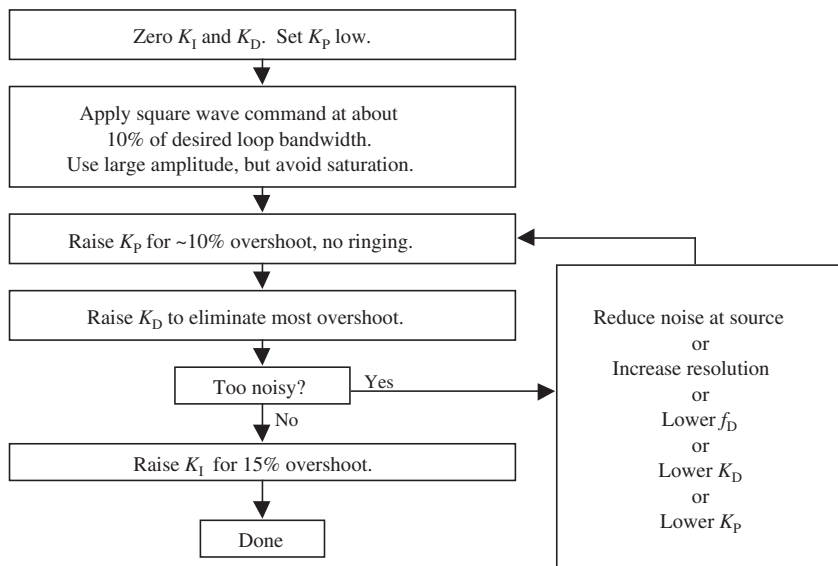 Zero K_I and K_D. Set K_P low.
Apply square wave command at about
10% of desired loop bandwidth.
Use large amplitude, but avoid saturation.
Raise K_P for ~10% overshoot, no ringing.
Raise K_D to eliminate most overshoot.
Too noisy?
Yes
No
Raise K_I for 15% overshoot.
Done
Reduce noise at source
or
Increase resolution
or
Lower f_D
or
Lower K_D
or
Lower K_P